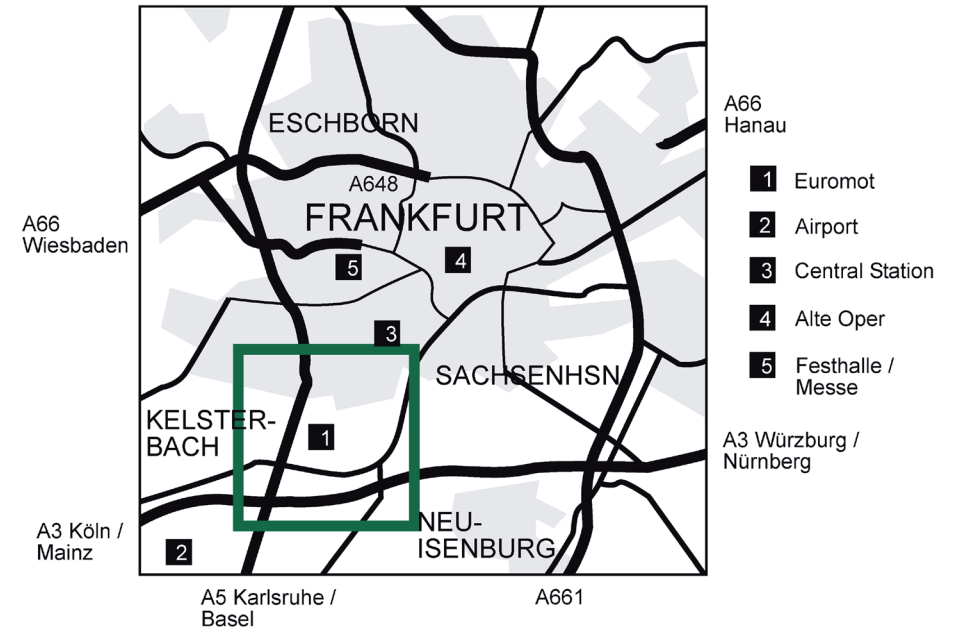 ESCHBORN
A648
FRANKFURT
5
4
3
SACHSENHSN
KELSTER-
BACH
1
NEU-
ISENBURG
2
A66
Wiesbaden
A3 Köln /
Mainz
A5 Karlsruhe /
Basel
A661
A66
Hanau
1 Euromot
2 Airport
3 Central Station
4 Alte Oper
5 Festhalle /
Messe
A3 Würzburg /
Nürnberg